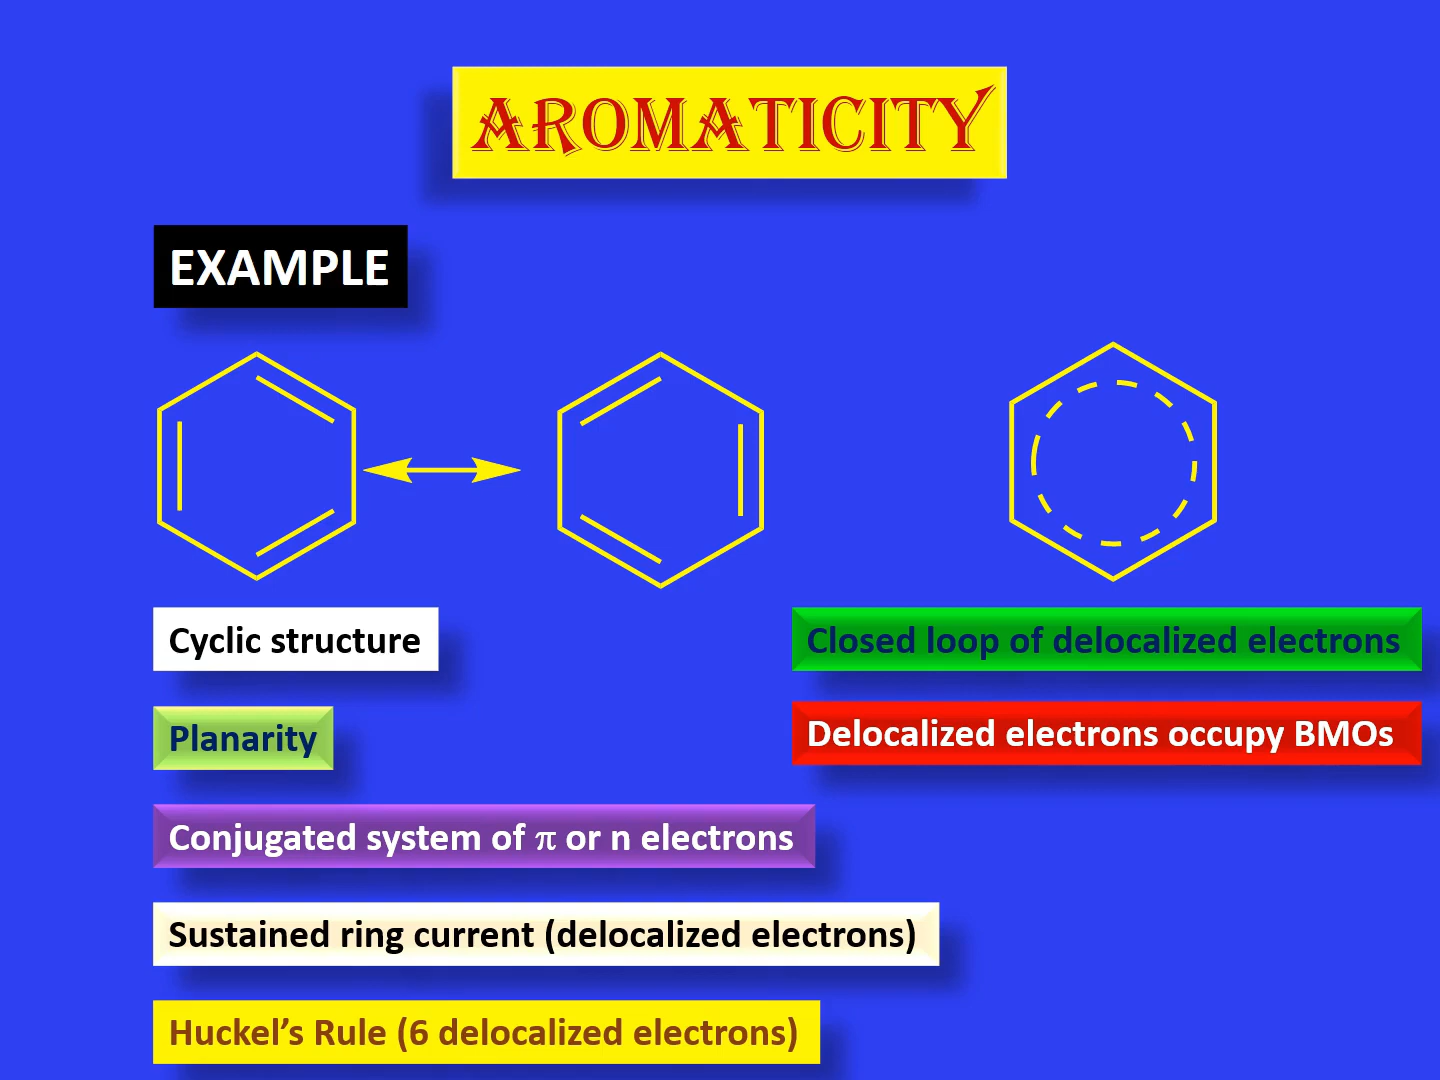 AROMATICITY
EXAMPLE
Cyclic structure
Closed loop of delocalized electrons
Planarity
Delocalized electrons occupy BMOs
Conjugated system of π or n electrons
Sustained ring current (delocalized electrons)
Huckel’s Rule (6 delocalized electrons)